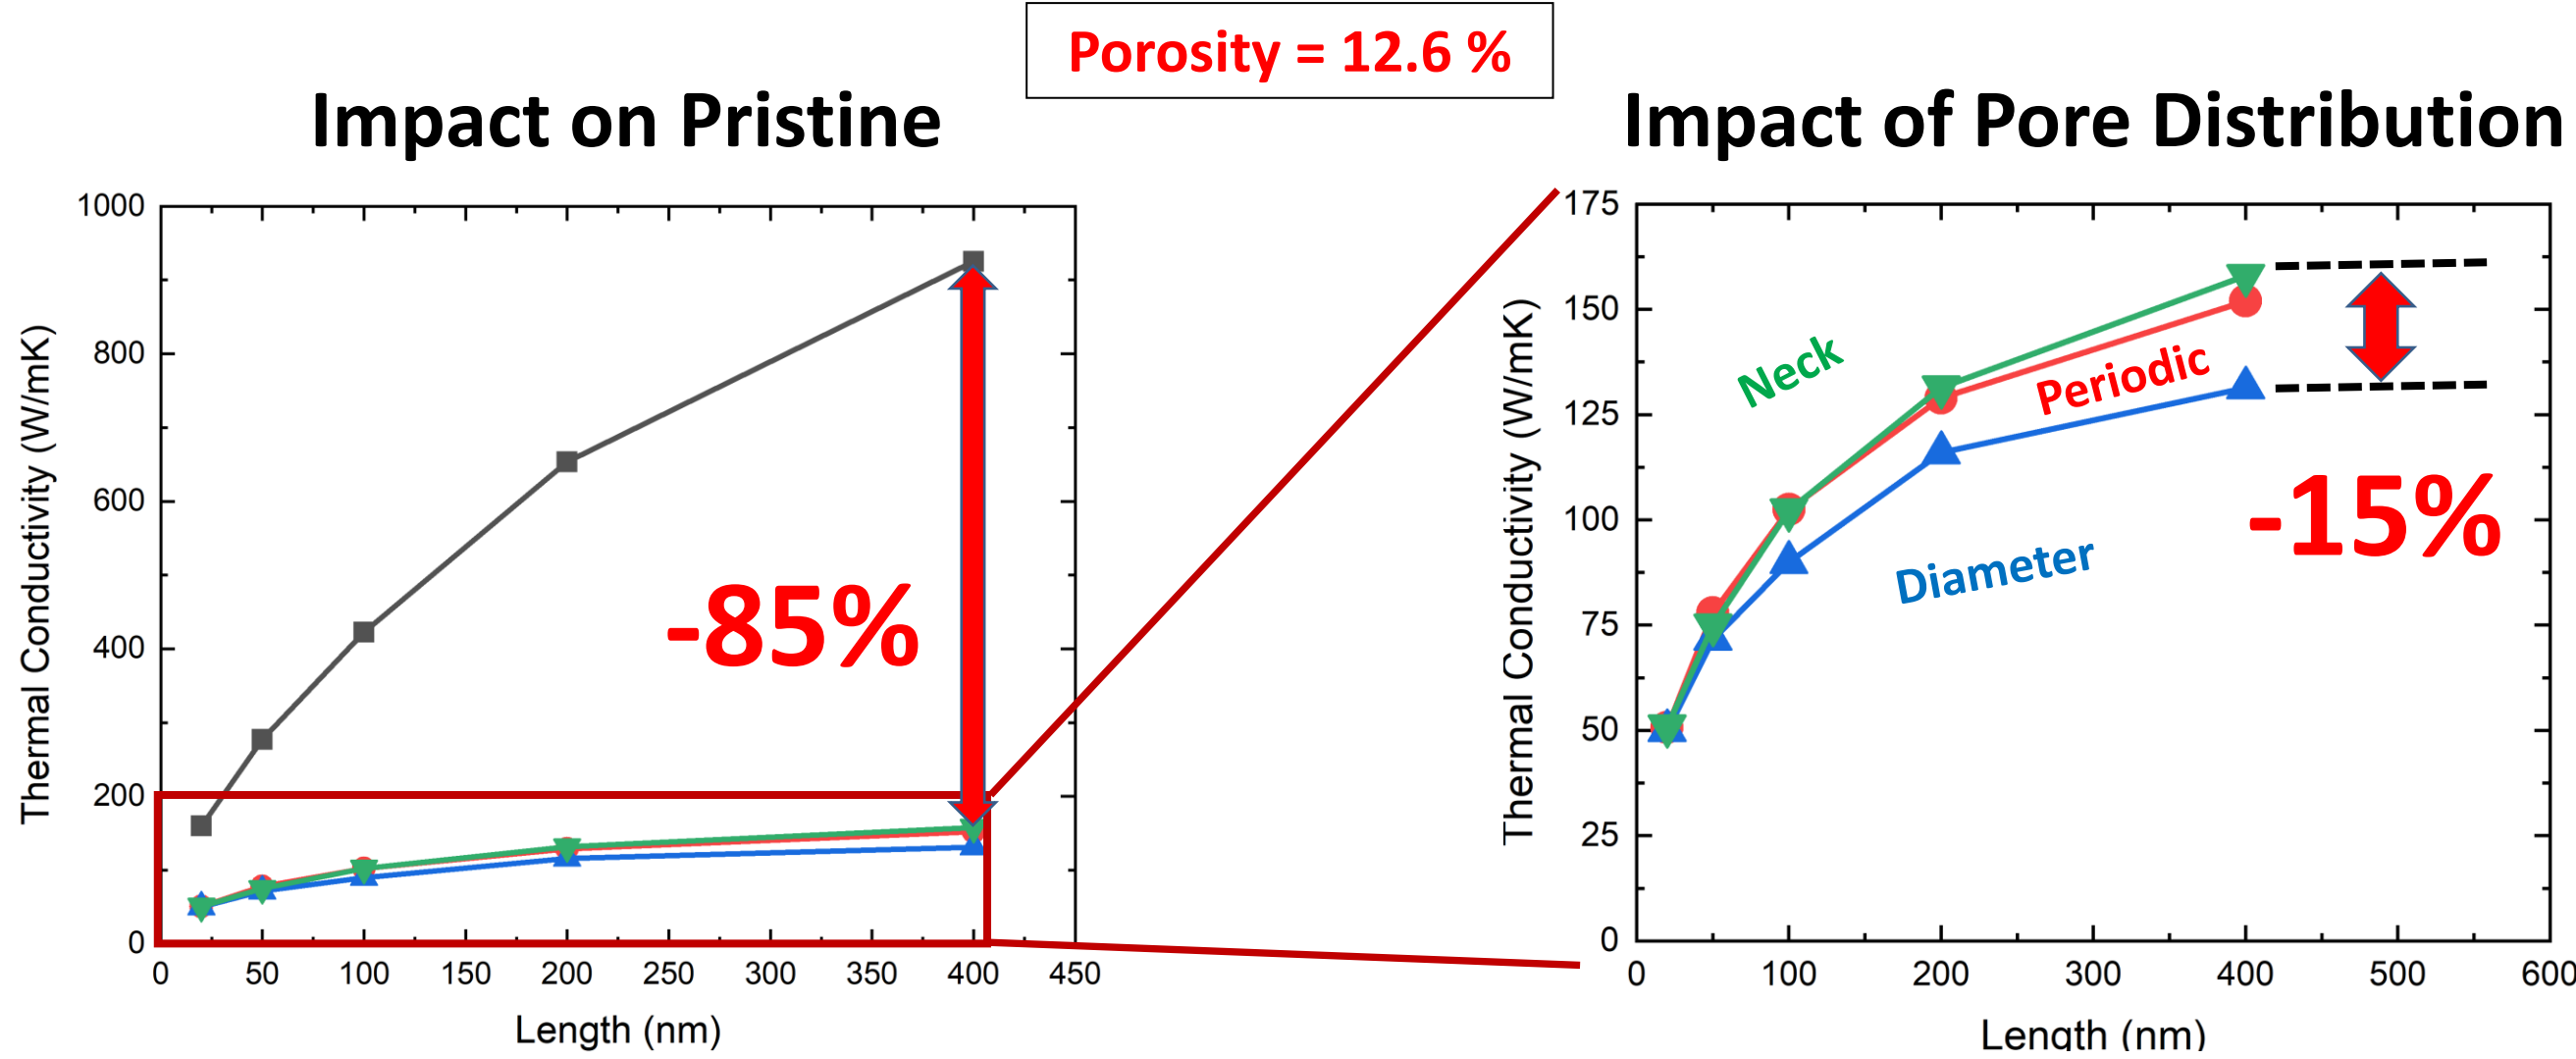 Porosity = 12.6 %
Impact on Pristine
Impact of Pore Distribution
Thermal Conductivity (W/mK)
1000
800
600
400
200
0
-85%
0 50 100 150 200 250 300 350 400 450
Length (nm)
Thermal Conductivity (W/mK)
175
150
125
100
75
50
25
0
Neck
Periodic
Diameter
-15%
0 100 200 300 400 500 600
Length (nm)